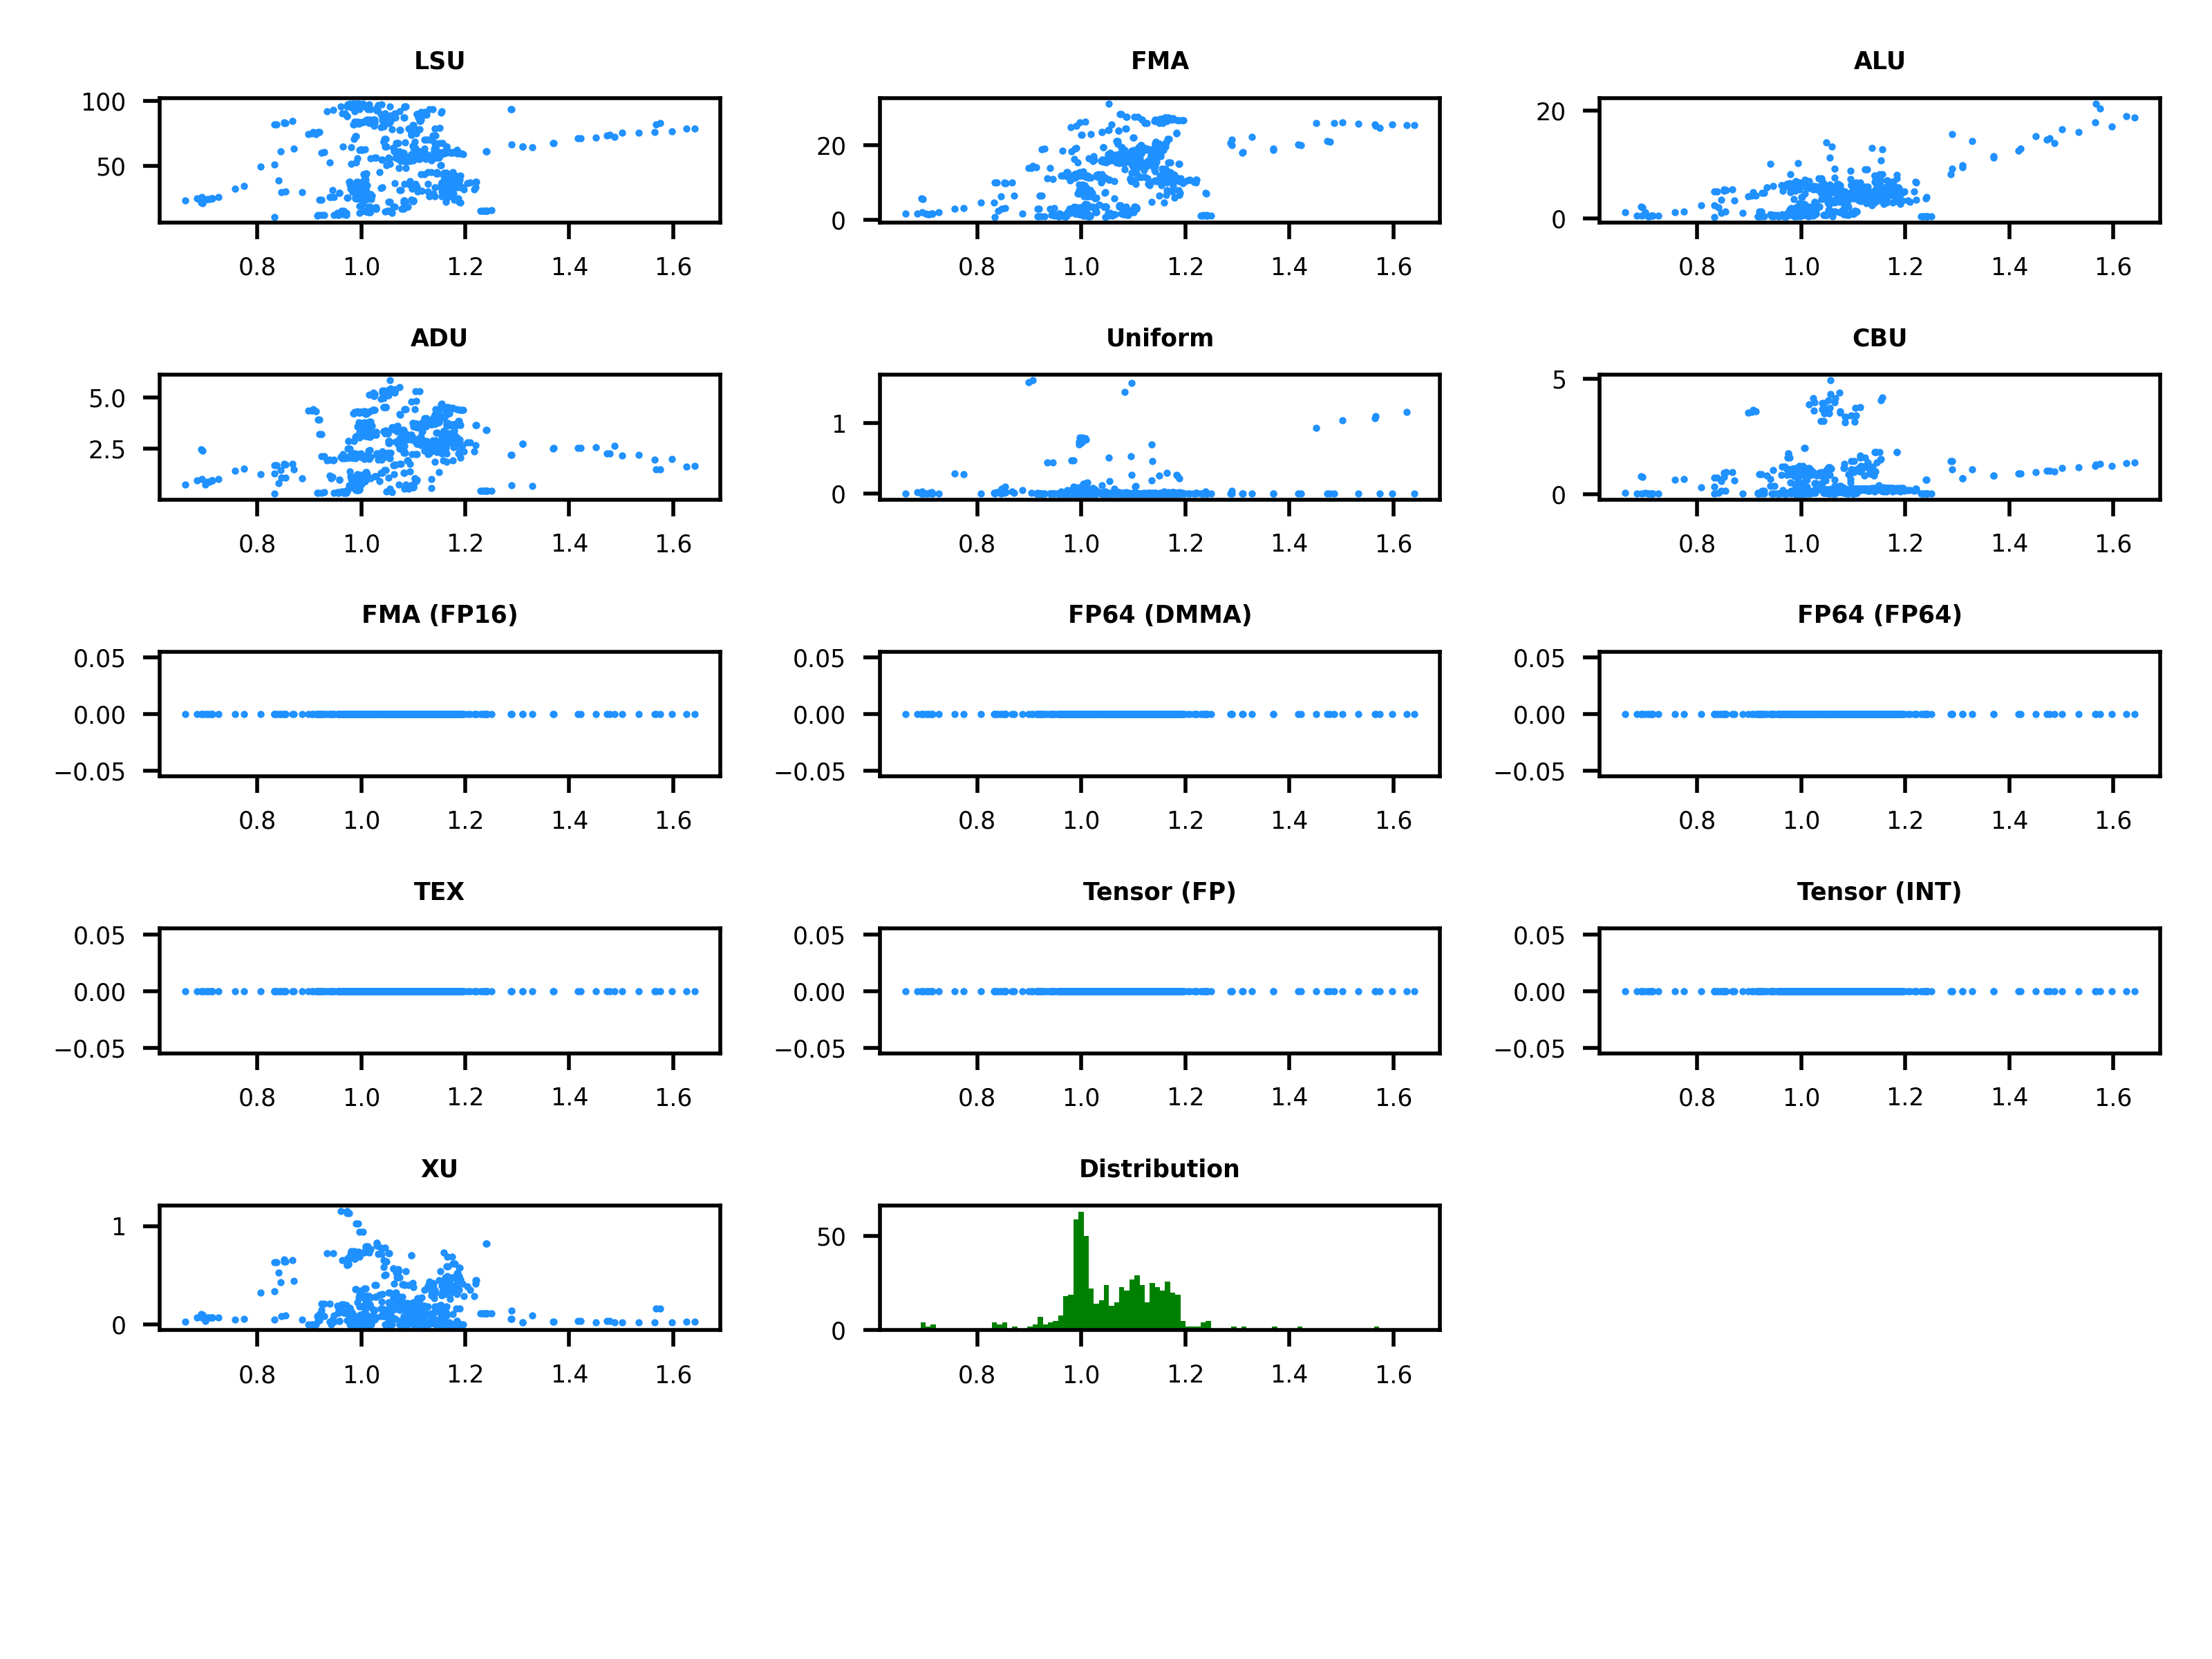 LSU FMA ALU
100 20
50 20
0 0
0.8 1.0 1.2 1.4 1.6 0.8 1.0 1.2 1.4 1.6 0.8 1.0 1.2 1.4 1.6
ADU Uniform CBU
5.0 1 5
2.5 0 0
0.8 1.0 1.2 1.4 1.6 0.8 1.0 1.2 1.4 1.6 0.8 1.0 1.2 1.4 1.6
FMA (FP16) FP64 (DMMA) FP64 (FP64)
0.05 0.05 0.05
0.00 0.00 0.00
−0.05 −0.05 −0.05
0.8 1.0 1.2 1.4 1.6 0.8 1.0 1.2 1.4 1.6 0.8 1.0 1.2 1.4 1.6
TEX Tensor (FP) Tensor (INT)
0.05 0.05 0.05
0.00 0.00 0.00
−0.05 −0.05 −0.05
0.8 1.0 1.2 1.4 1.6 0.8 1.0 1.2 1.4 1.6 0.8 1.0 1.2 1.4 1.6
XU Distribution
1 50
0 0
0.8 1.0 1.2 1.4 1.6 0.8 1.0 1.2 1.4 1.6